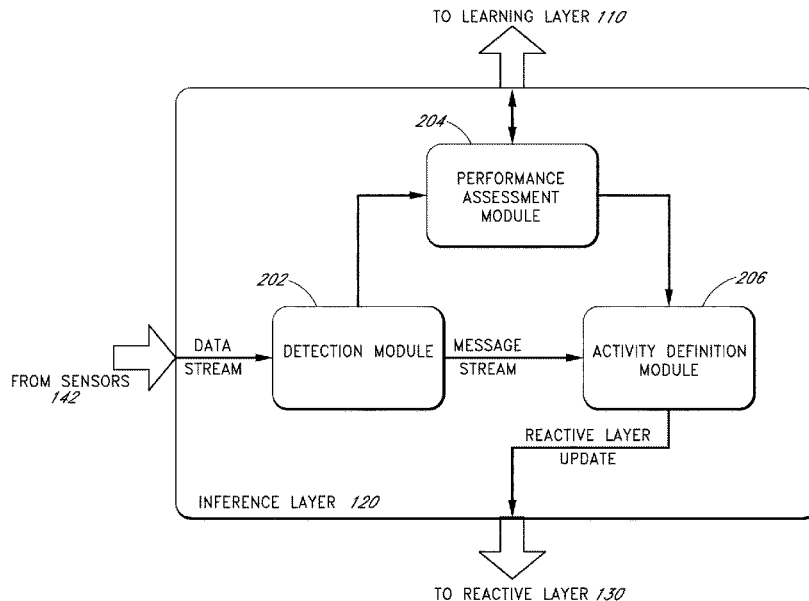 TO LEARNING LAYER 110
204
PERFORMANCE
ASSESSMENT
MODULE
202
206
DATA
STREAM
DETECTION MODULE
MESSAGE
STREAM
ACTIVITY DEFINITION
MODULE
FROM SENSORS
142
REACTIVE LAYER
UPDATE
INFERENCE LAYER 120
TO REACTIVE LAYER 130